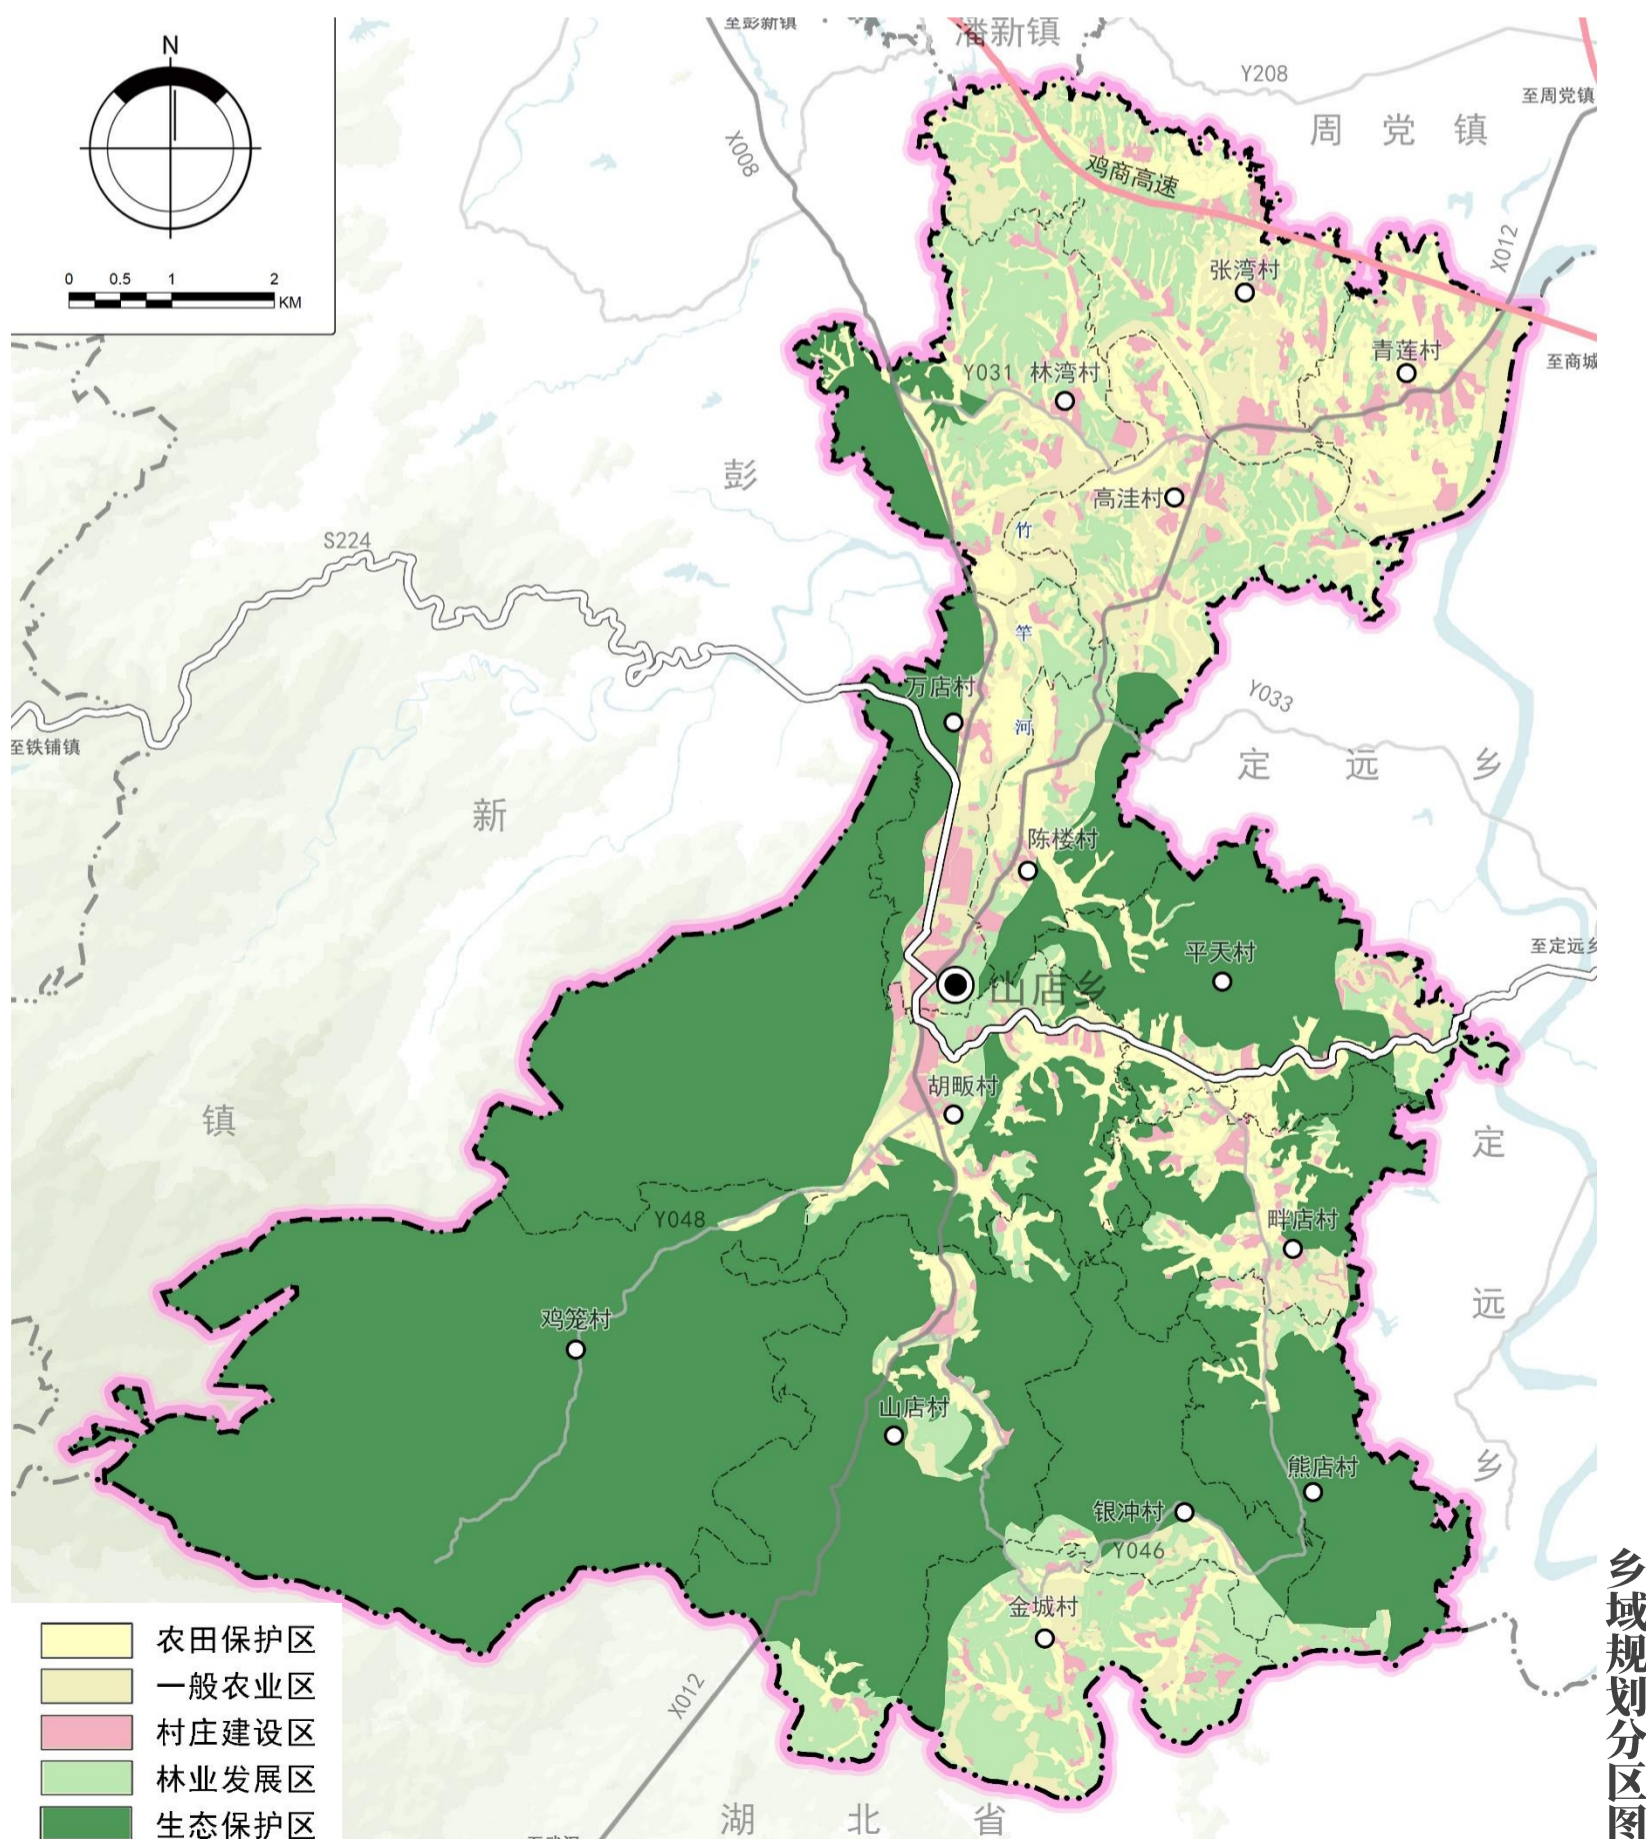 至彭新镇
潘新镇
N
Y208
至周党镇
周党镇
X008
鸡商高速
0 0.5 1 2
KM
X012
张湾村
青莲村
至商城
Y031
林湾村
彭
高洼村
竹
S224
竿
万店村
Y033
河
至铁铺镇
定远乡
新
陈楼村
平天村
至定远乡
山店乡
胡畈村
镇
定
Y048
畔店村
远
鸡笼村
山店村
熊店村
乡
银冲村
Y046
金城村
X012
农田保护区
一般农业区
村庄建设区
林业发展区
生态保护区
湖北省
乡域规划分区图